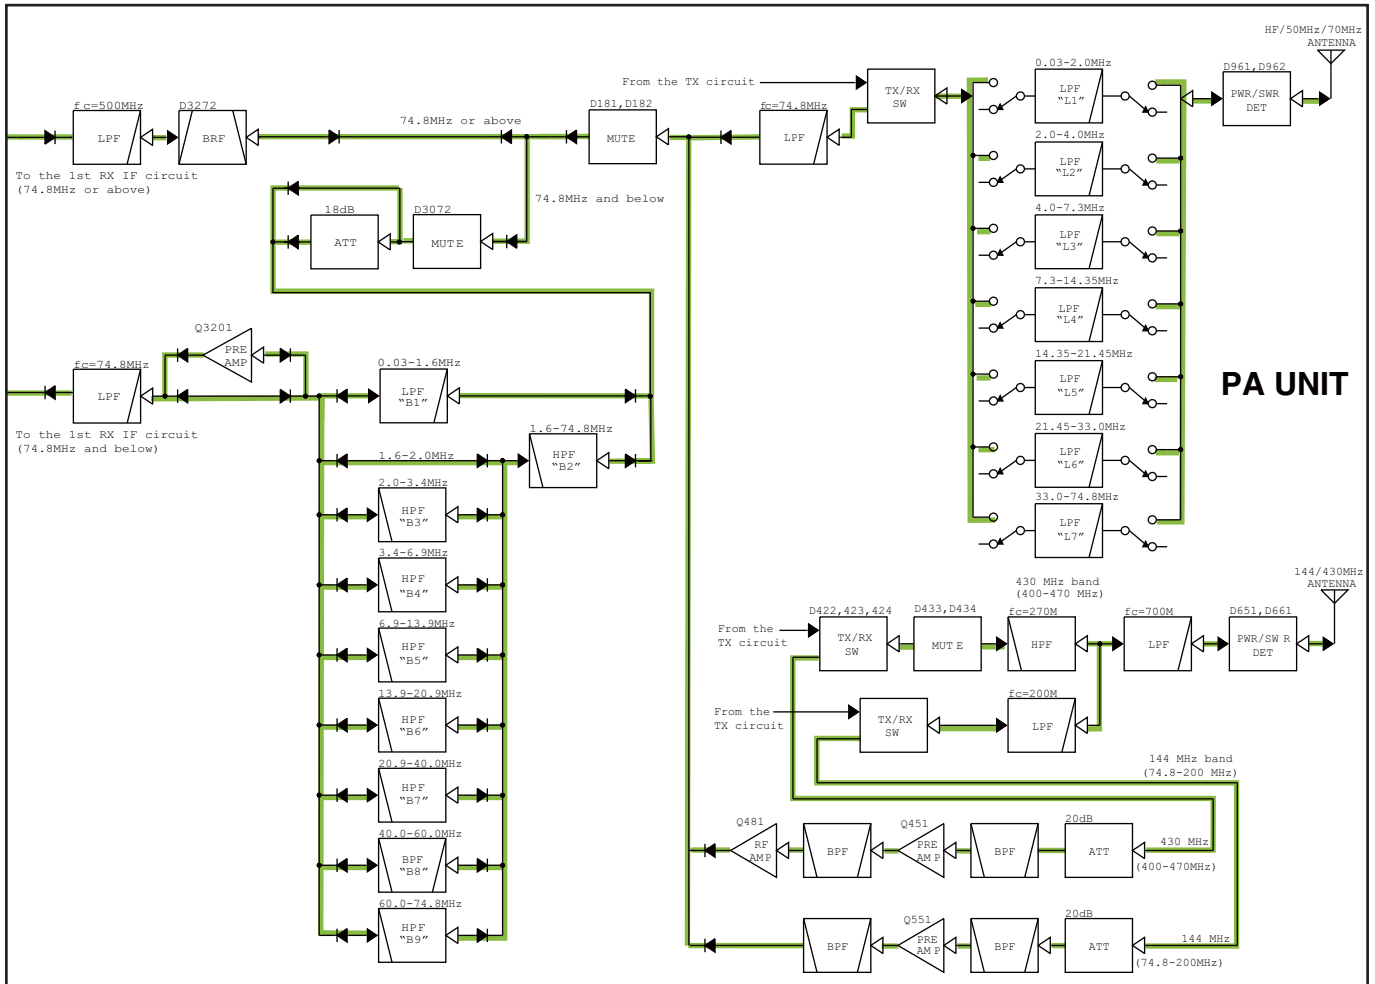 HF/50MHz/70MHz
ANTENNA
0.03-2.0MHz
D961,D962
From the TX circuit
TX/RX
SW
LPF
"L1"
PWR/SWR
DET
fc=500MHz
D3272
D181,D182
fc=74.8MHz
LPF
BRF
74.8MHz or above
MUTE
LPF
2.0-4.0MHz
LPF
"L2"
To the 1st RX IF circuit
(74.8MHz or above)
74.8MHz and below
18dB
D3072
ATT
MUTE
4.0-7.3MHz
LPF
"L3"
7.3-14.35MHz
LPF
"L4"
Q3201
PRE
AMP
14.35-21.45MHz
LPF
"L5"
PA UNIT
fc=74.8MHz
LPF
0.03-1.6MHz
LPF
"B1"
To the 1st RX IF circuit
(74.8MHz and below)
1.6-74.8MHz
HPF
"B2"
21.45-33.0MHz
LPF
"L6"
1.6-2.0MHz
2.0-3.4MHz
HPF
"B3"
33.0-74.8MHz
LPF
"L7"
3.4-6.9MHz
HPF
"B4"
144/430MHz
ANTENNA
430 MHz band
(400-470 MHz)
D422,423,424
D433,D434
fc=270M
fc=700M
D651,D661
From the
TX circuit
TX/RX
SW
MUTE
HPF
LPF
PWR/SWR
DET
6.9-13.9MHz
HPF
"B5"
13.9-20.9MHz
HPF
"B6"
fc=200M
From the
TX circuit
TX/RX
SW
LPF
20.9-40.0MHz
HPF
"B7"
144 MHz band
(74.8-200 MHz)
40.0-60.0MHz
BPF
"B8"
Q481
RF
AMP
BPF
Q451
PRE
AMP
BPF
20dB
ATT
430 MHz
(400-470MHz)
60.0-74.8MHz
HPF
"B9"
BPF
Q551
PRE
AMP
BPF
20dB
ATT
144 MHz
(74.8-200MHz)